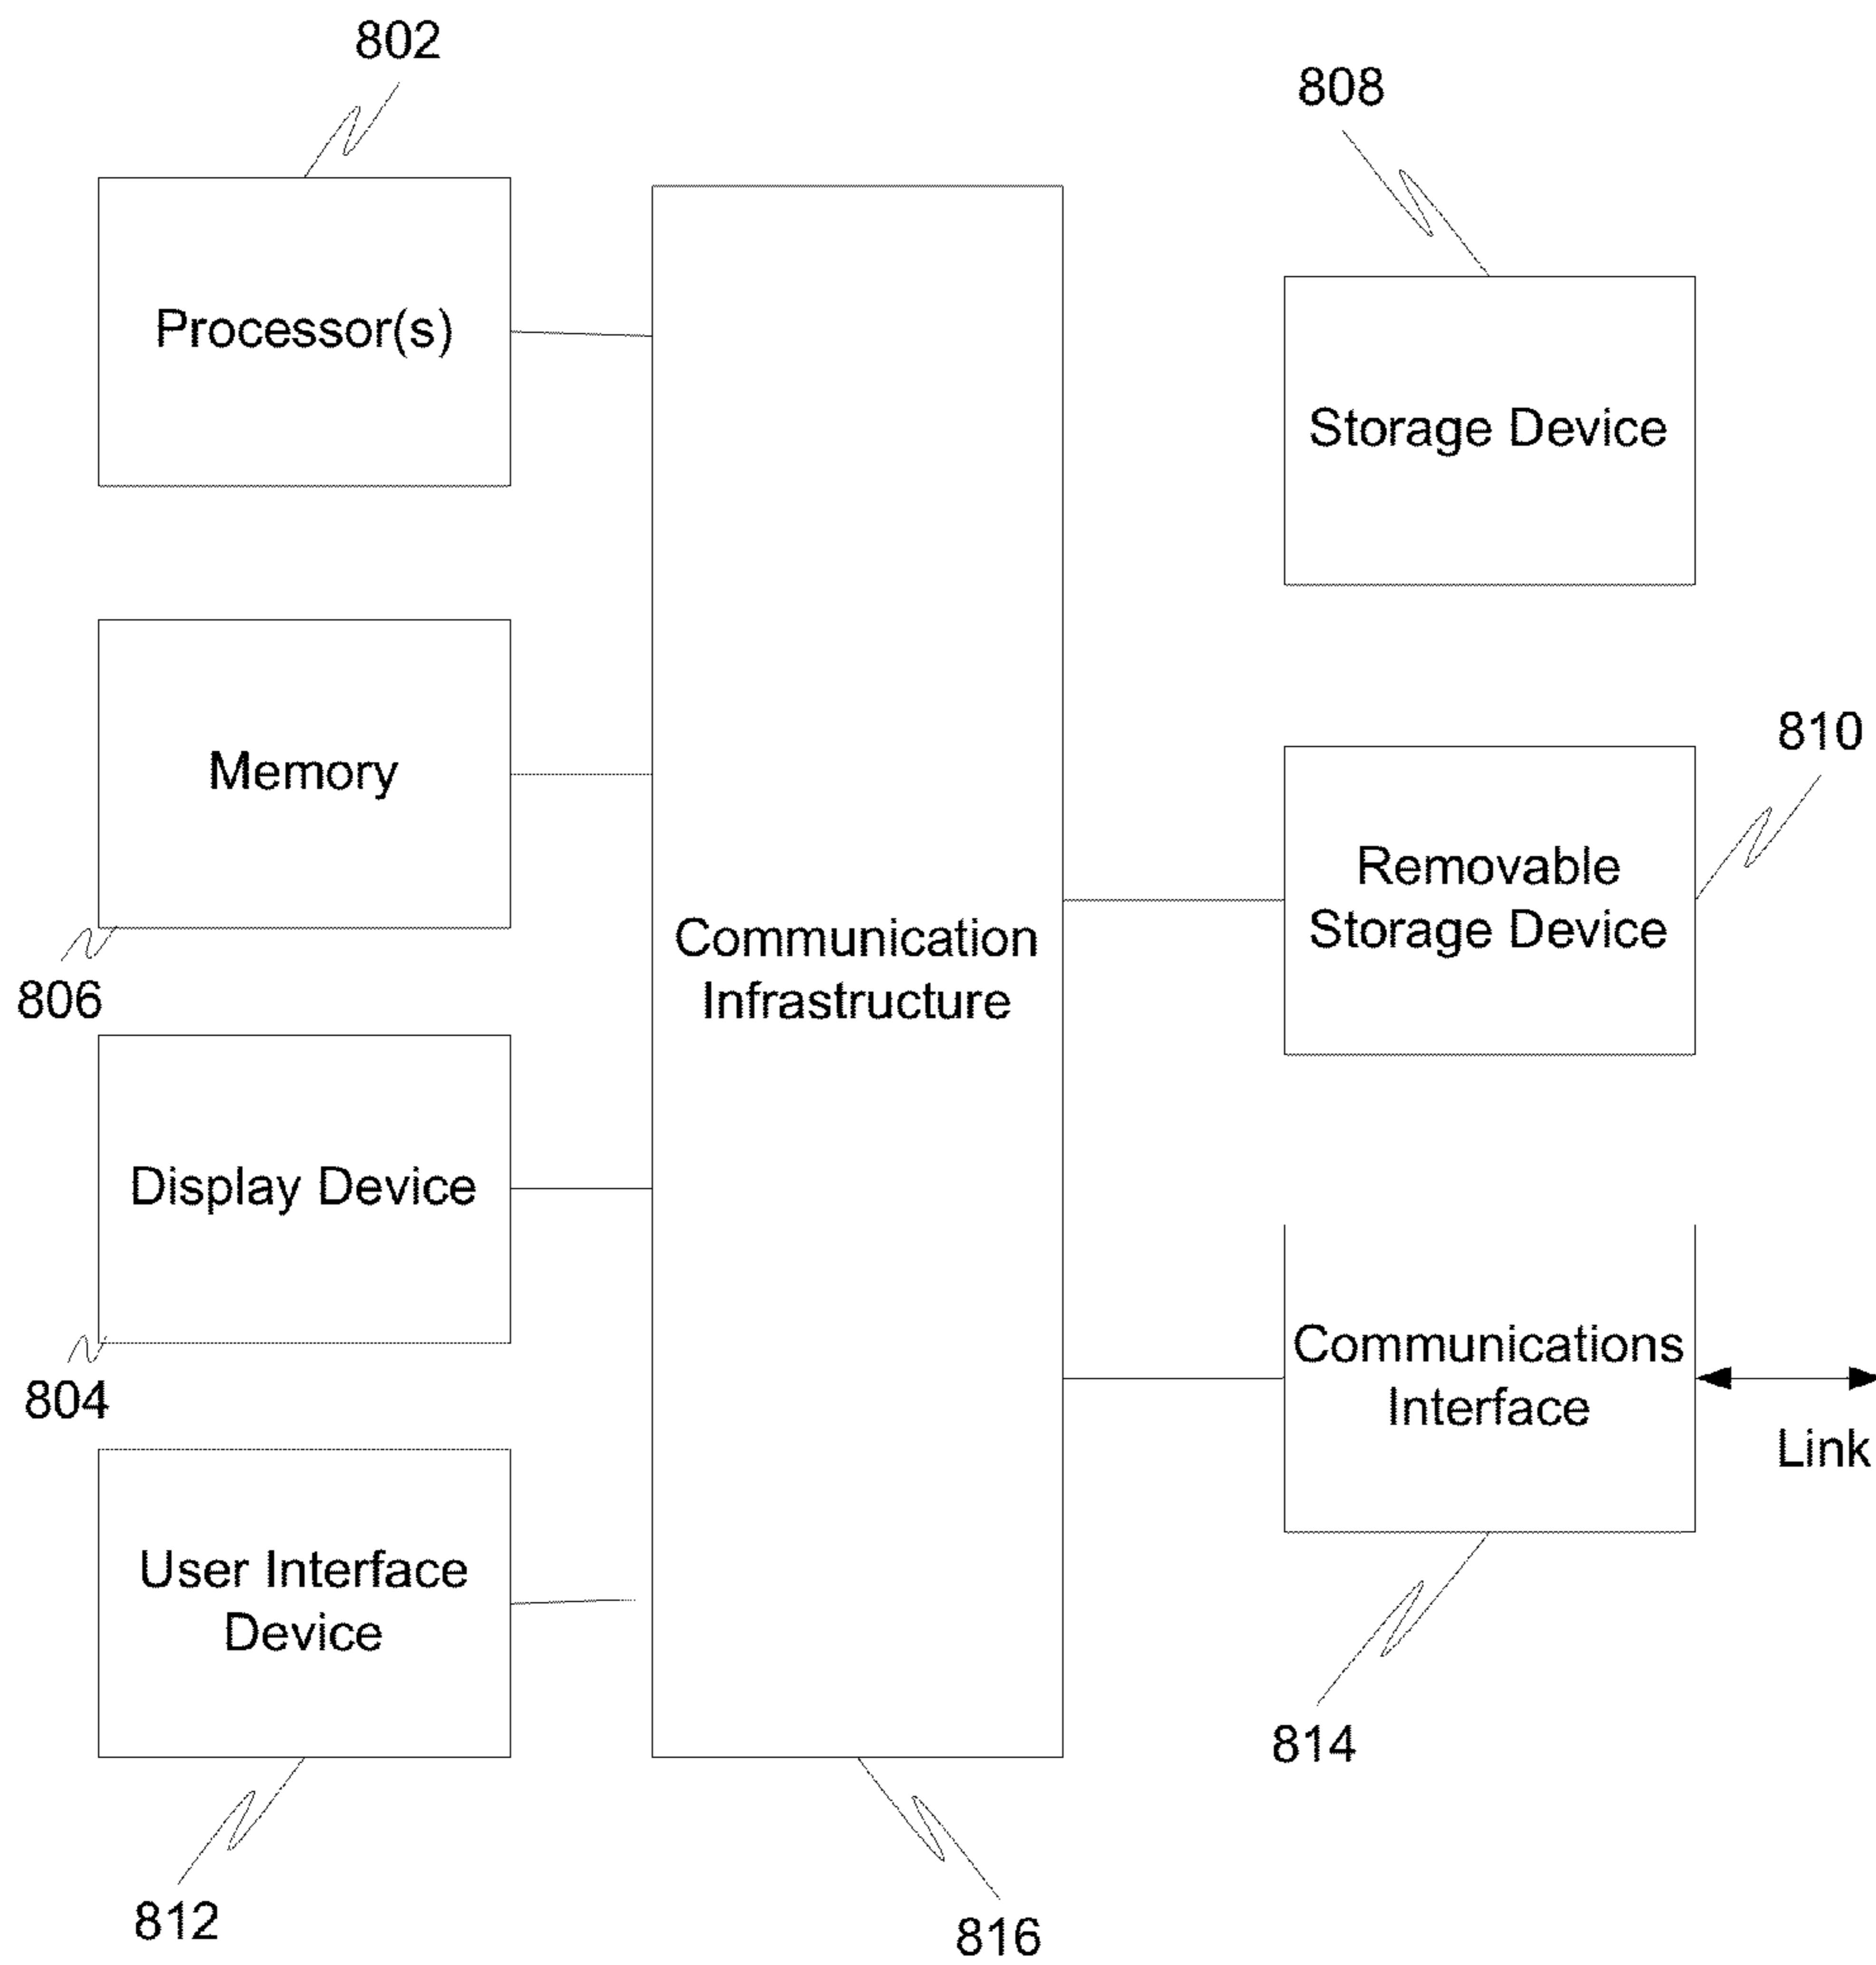 802
808
Processor(s)
Storage Device
Memory
806
810
Removable
Storage Device
Communication
Infrastructure
Display Device
804
Communications
Interface
Link
User Interface
Device
814
812
816